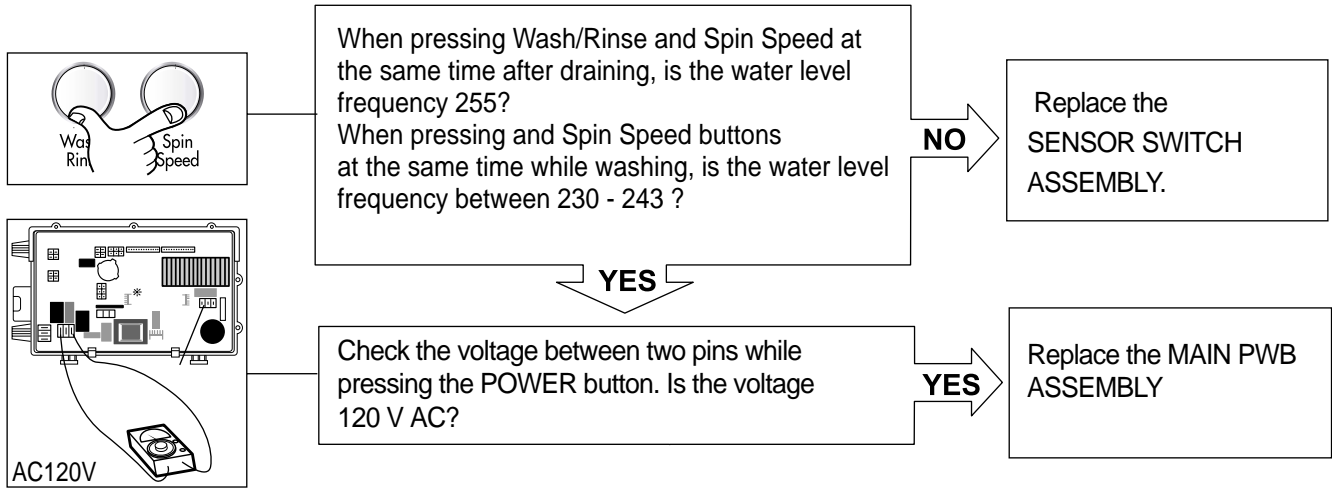 Was
Rin
Spin
Speed
When pressing Wash/Rinse and Spin Speed at
the same time after draining, is the water level
frequency 255?
When pressing and Spin Speed buttons
at the same time while washing, is the water level
frequency between 230 - 243 ?
NO
Replace the
SENSOR SWITCH
ASSEMBLY.
YES
AC120V
Check the voltage between two pins while
pressing the POWER button. Is the voltage
120 V AC?
YES
Replace the MAIN PWB
ASSEMBLY